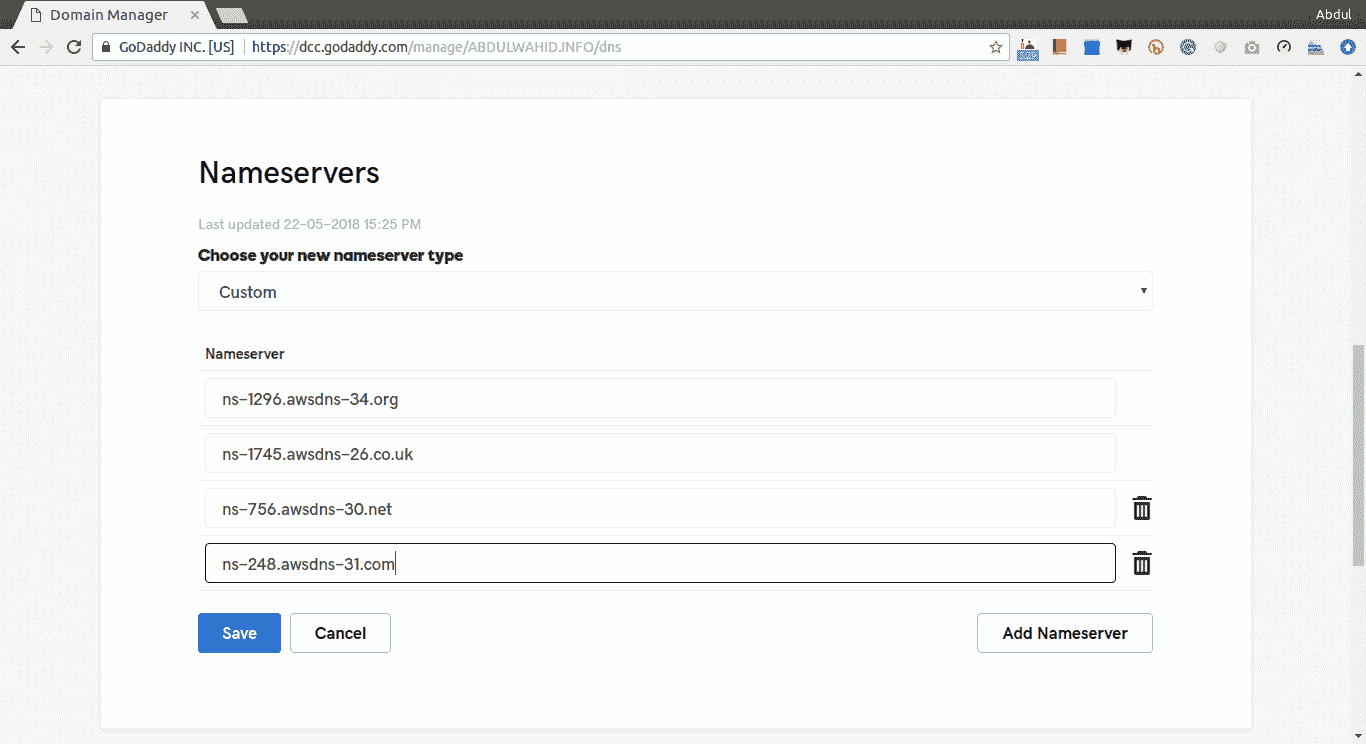 Domain Manager
Abdul
GoDaddy INC. [US] https://dcc.godaddy.com/manage/ABDULWAHID.INFO/dns
Nameservers
Last updated 22-05-2018 15:25 PM
Choose your new nameserver type
Custom
Nameserver
ns-1296.awsdns-34.org
ns-1745.awsdns-26.co.uk
ns-756.awsdns-30.net
ns-248.awsdns-31.com
Save Cancel Add Nameserver